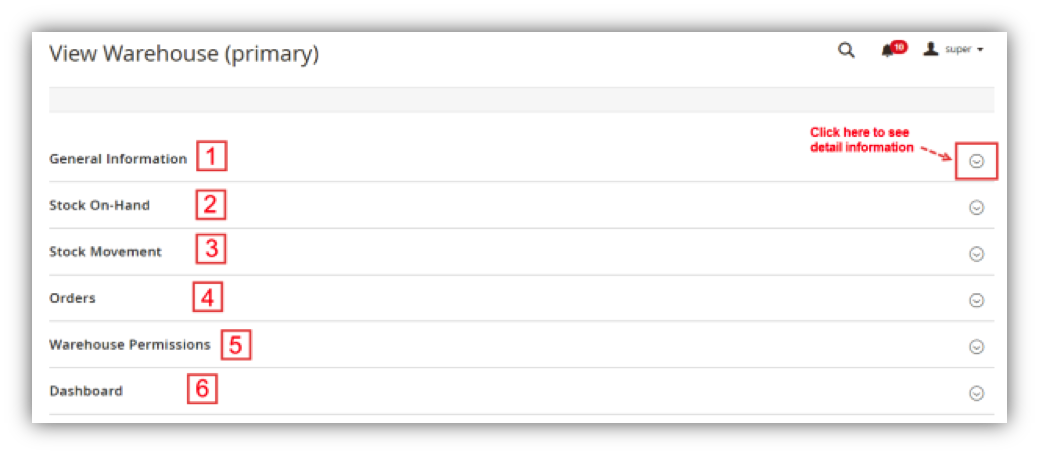 View Warehouse (primary)
10
super
Click here to see
detail information
General Information 1
Stock On-Hand 2
Stock Movement 3
Orders 4
Warehouse Permissions 5
Dashboard 6